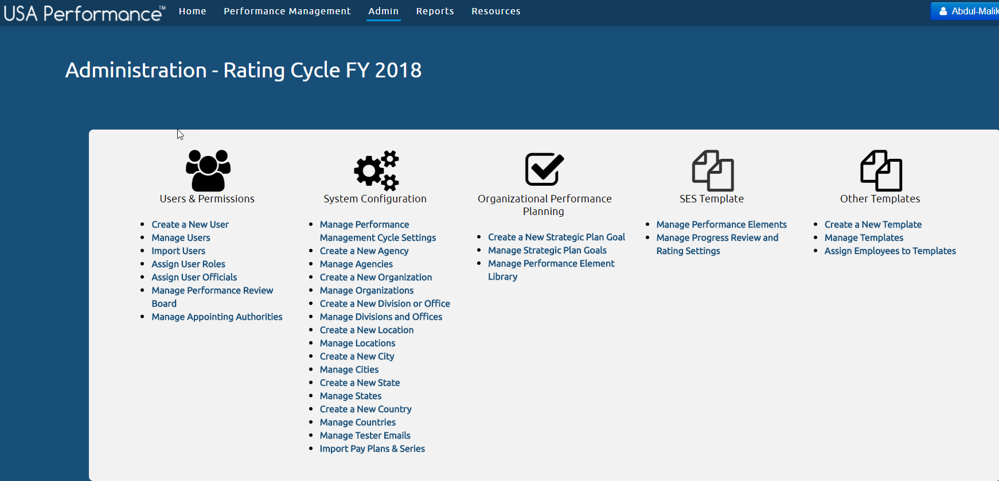 USA Performance™ Home Performance Management Admin Reports Resources Abdul-Malik
Administration - Rating Cycle FY 2018
Users & Permissions
Create a New User
Manage Users
Import Users
Assign User Roles
Assign User Officials
Manage Performance Review
Board
Manage Appointing Authorities
System Configuration
Manage Performance
Management Cycle Settings
Create a New Agency
Manage Agencies
Create a New Organization
Manage Organizations
Create a New Division or Office
Manage Divisions and Offices
Create a New Location
Manage Locations
Create a New City
Manage Cities
Create a New State
Manage States
Create a New Country
Manage Countries
Manage Tester Emails
Import Pay Plans & Series
Organizational Performance
Planning
Create a New Strategic Plan Goal
Manage Strategic Plan Goals
Manage Performance Element
Library
SES Template
Manage Performance Elements
Manage Progress Review and
Rating Settings
Other Templates
Create a New Template
Manage Templates
Assign Employees to Templates